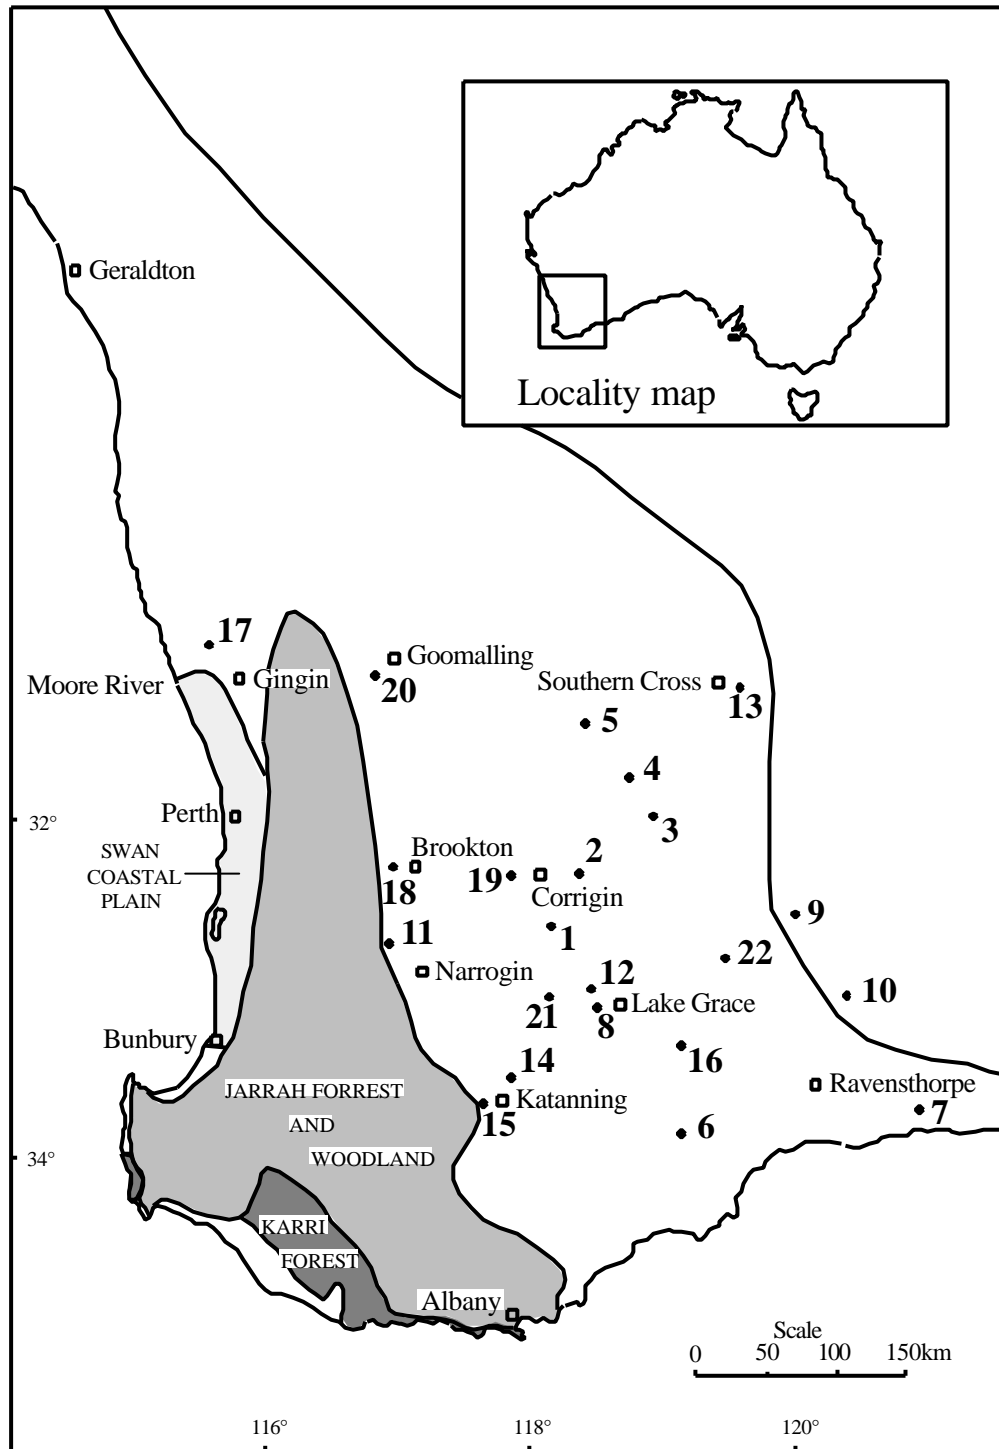 Geraldton
Locality map
17
Goomalling
Moore River
Gingin
20
Southern Cross
13
5
4
Perth
32°
3
SWAN
COASTAL
PLAIN
Brookton
2
18
19
Corrigin
11
1
9
Narrogin
12
22
21
8
Lake Grace
10
Bunbury
16
14
JARRAH FORREST
AND
WOODLAND
Katanning
15
Ravensthorpe
7
6
34°
KARRI
FOREST
Albany
Scale
0 50 100 150km
116° 118° 120°